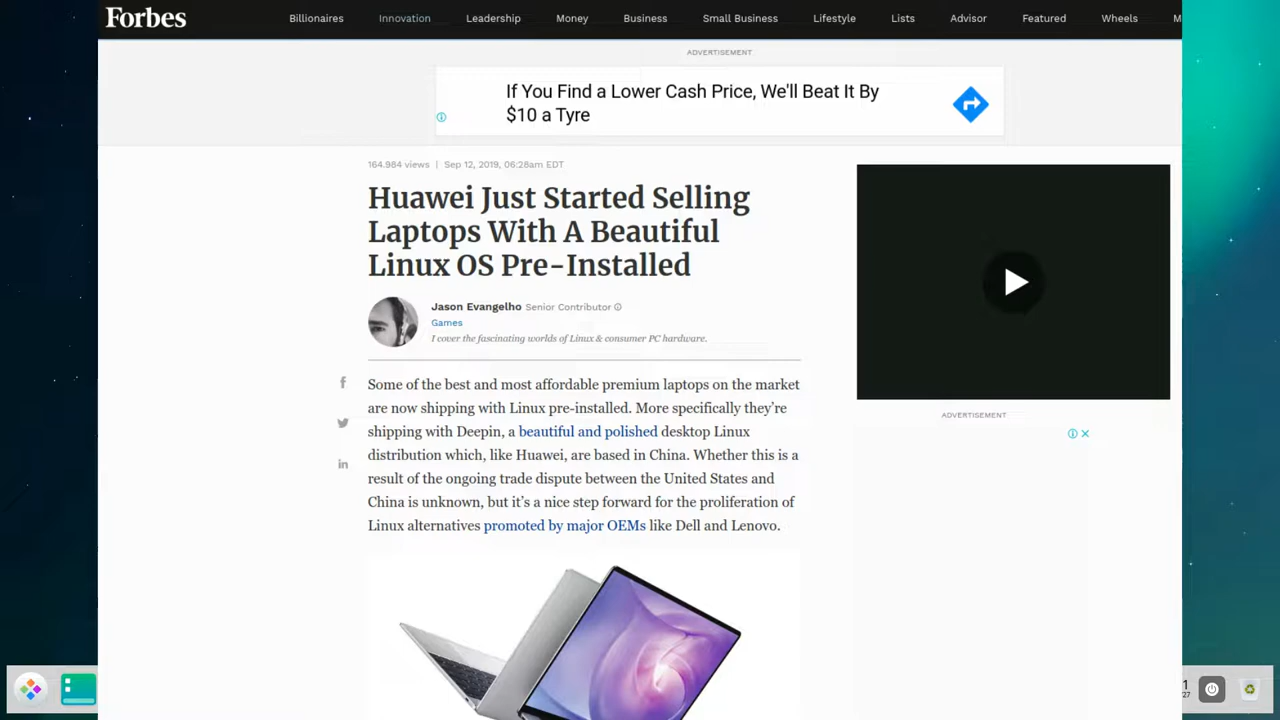 Forbes
Billionaires Innovation Leadership Money Business Small Business Lifestyle Lists Advisor Featured Wheels M
ADVERTISEMENT
If You Find a Lower Cash Price, We'll Beat It By
$10 a Tyre
164.984 views | Sep 12, 2019, 06:28am EDT
Huawei Just Started Selling
Laptops With A Beautiful
Linux OS Pre-Installed
Jason Evangelho Senior Contributor
Games
I cover the fascinating worlds of Linux & consumer PC hardware.
Some of the best and most affordable premium laptops on the market
are now shipping with Linux pre-installed. More specifically they're
shipping with Deepin, a beautiful and polished desktop Linux
distribution which, like Huawei, are based in China. Whether this is a
result of the ongoing trade dispute between the United States and
China is unknown, but it's a nice step forward for the proliferation of
Linux alternatives promoted by major OEMs like Dell and Lenovo.
ADVERTISEMENT
1
27